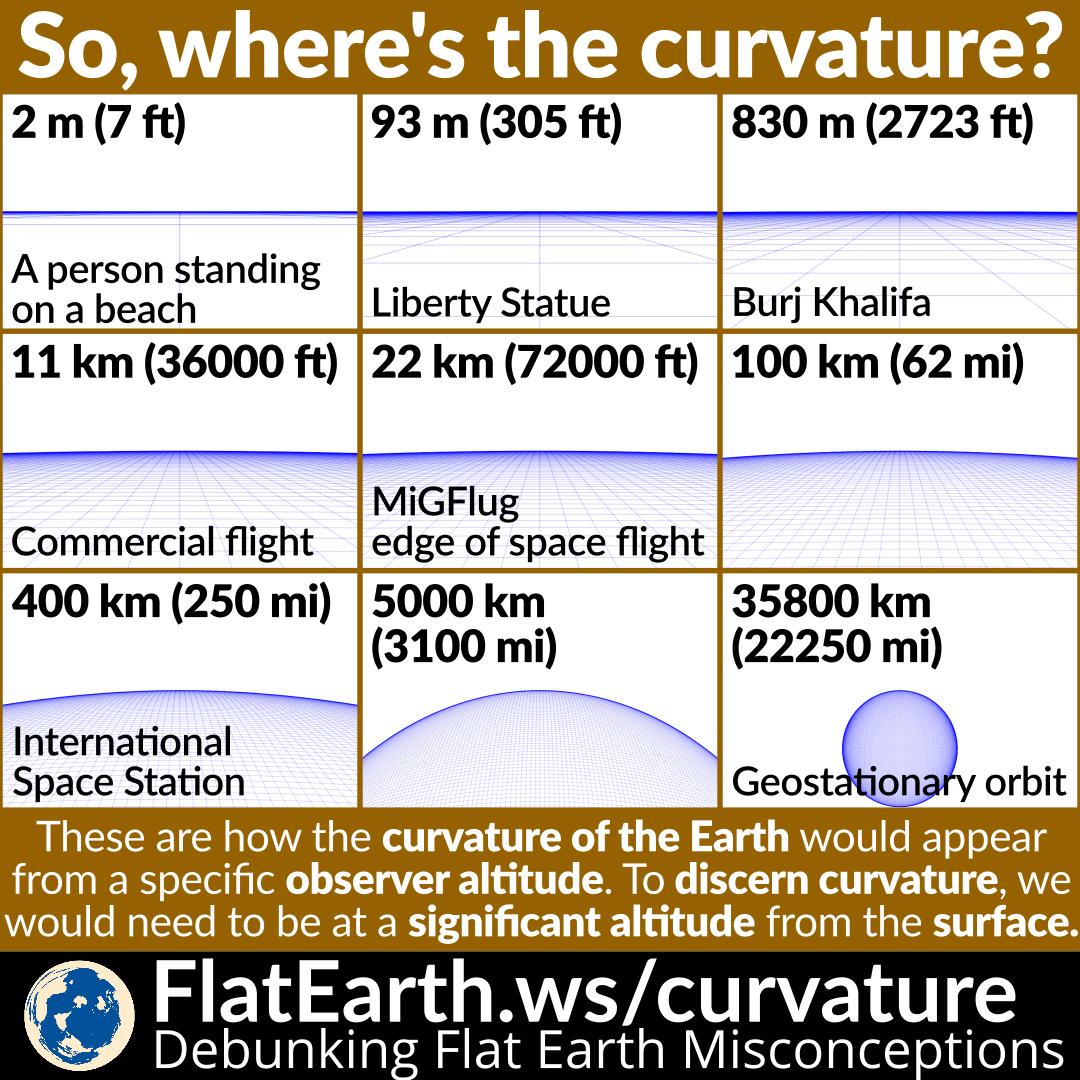 So, where's the curvature?
2 m (7 ft)
A person standing
on a beach
93 m (305 ft)
Liberty Statue
830 m (2723 ft)
Burj Khalifa
11 km (36000 ft)
Commercial flight
22 km (72000 ft)
MiGFlug
edge of space flight
100 km (62 mi)
400 km (250 mi)
International
Space Station
5000 km
(3100 mi)
35800 km
(22250 mi)
Geostationary orbit
These are how the curvature of the Earth would appear
from a specific observer altitude. To discern curvature, we
would need to be at a significant altitude from the surface.
FlatEarth.ws/curvature
Debunking Flat Earth Misconceptions